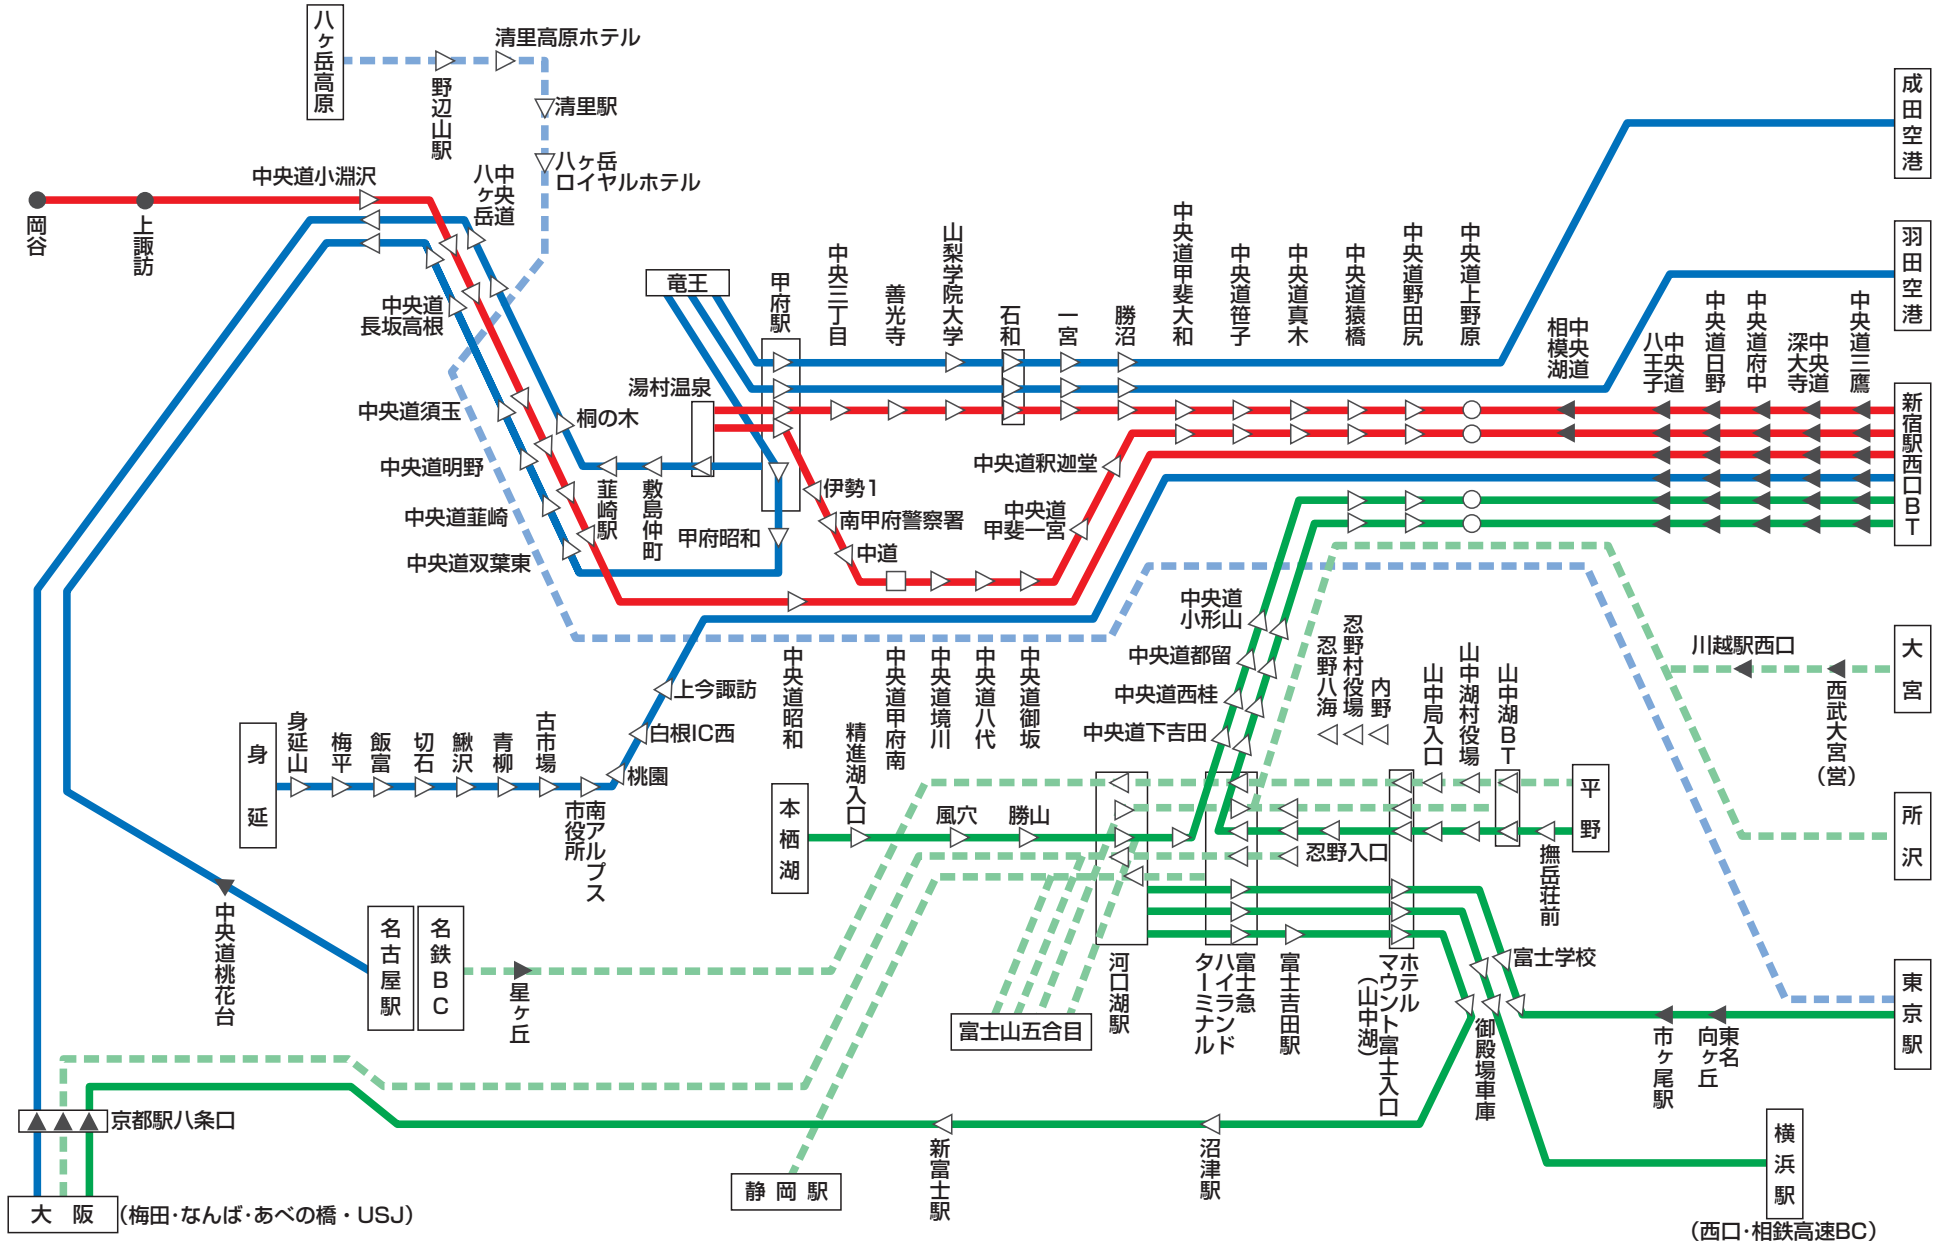 八ヶ岳高原
清里高原ホテル
野辺山駅
清里駅
八ヶ岳
ロイヤルホテル
成田空港
羽田空港
中央道小淵沢
中央道
八ヶ岳
岡谷
上諏訪
中央道
長坂高根
中央道須玉
中央道明野
中央道韮崎
中央道双葉東
桐の木
韮崎駅
敷島仲町
湯村温泉
竜王
甲府駅
甲府昭和
中央三丁目
善光寺
山梨学院大学
石和
一宮
勝沼
中央道甲斐大和
中央道笹子
中央道真木
中央道猿橋
中央道野田尻
中央道上野原
中央道
相模湖
中央道
八王子
中央道日野
中央道府中
中央道
深大寺
中央道三鷹
新宿駅西口BT
伊勢1
南甲府警察署
中道
中央道釈迦堂
中央道
甲斐一宮
中央道昭和
中央道甲府南
中央道境川
中央道八代
中央道御坂
中央道
小形山
中央道都留
中央道西桂
中央道下吉田
忍野八海
忍野村役場
内野
山中局入口
山中湖村役場
山中湖BT
川越駅西口
西武大宮(営)
大宮
所沢
平野
撫岳荘前
忍野入口
上今諏訪
白根IC西
桃園
身延
身延山
梅平
飯富
切石
鰍沢
青柳
古市場
南アルプス
市役所
本栖湖
精進湖入口
風穴
勝山
中央道桃花台
名古屋駅
名鉄BC
星ヶ丘
富士山五合目
河口湖駅
富士急
ハイランド
ターミナル
富士吉田駅
ホテル
マウント富士入口
(山中湖)
富士学校
御殿場車庫
市ヶ尾駅
東名
向ヶ丘
東京駅
横浜駅
(西口・相鉄高速BC)
京都駅八条口
大阪
(梅田・なんば・あべの橋・USJ)
静岡駅
新富士駅
沼津駅